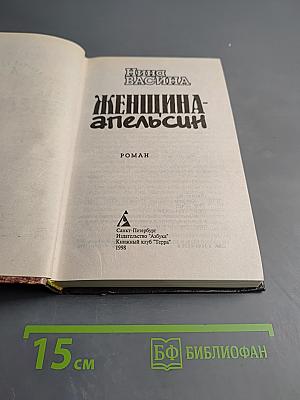 Нина
ВАСИНА
ЖЕНЩИНА-
апельсин
РОМАН
Санкт-Петербург
Издательство "Азбука"
Книжный клуб "Терра"
1998
15 см
БФ БИБЛИОФАН